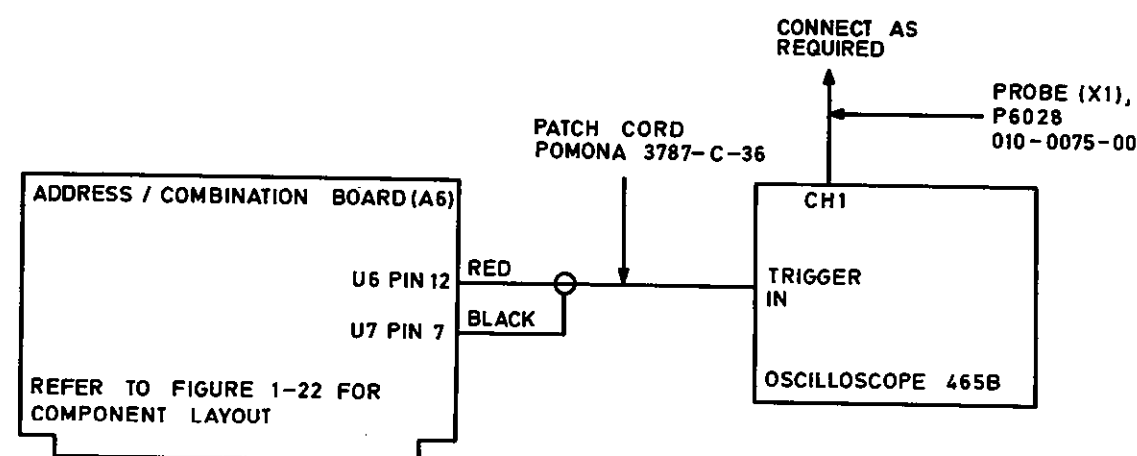 CONNECT AS
REQUIRED
PROBE (X1),
P6028
010-0075-00
PATCH CORD
POMONA 3787-C-36
ADDRESS / COMBINATION BOARD (A6)
CH1
U6 PIN 12
RED
TRIGGER
IN
U7 PIN 7
BLACK
REFER TO FIGURE 1-22 FOR
COMPONENT LAYOUT
OSCILLOSCOPE 465B